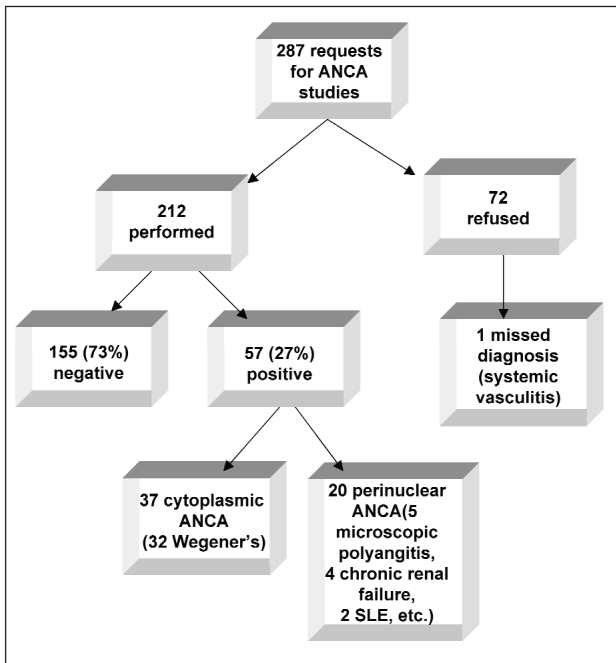 287 requests
for ANCA
studies
212
performed
72
refused
155 (73%)
negative
57 (27%)
positive
1 missed
diagnosis
(systemic
vasculitis)
37 cytoplasmic
ANCA
(32 Wegener's)
20 perinuclear
ANCA(5
microscopic
polyangitis,
4 chronic renal
failure,
2 SLE, etc.)